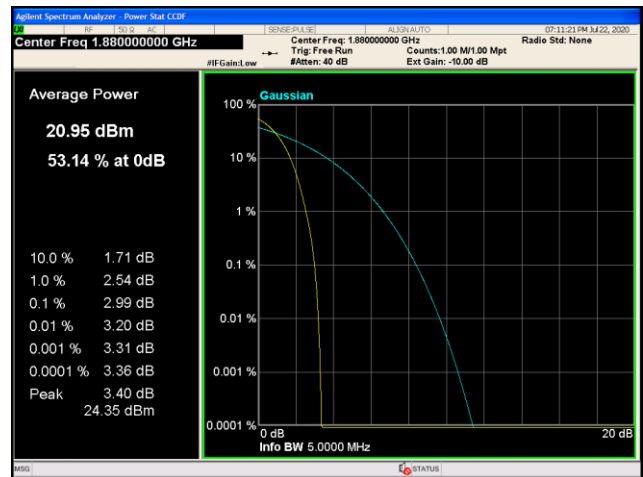 Agilent Spectrum Analyzer - Power Stat CCDF
RF 50 Ω AC SENSE:PULSE ALIGN AUTO 07:11:21 PM Jul 22, 2020
Center Freq 1.880000000 GHz
Center Freq: 1.880000000 GHz Radio Std: None
Trig: Free Run Counts:1.00 M/1.00 Mpt
#IFGain:Low #Atten: 40 dB Ext Gain: -10.00 dB
Average Power
20.95 dBm
53.14 % at 0dB
10.0 % 1.71 dB
1.0 % 2.54 dB
0.1 % 2.99 dB
0.01 % 3.20 dB
0.001 % 3.31 dB
0.0001 % 3.36 dB
Peak 3.40 dB
24.35 dBm
Gaussian
100 %
10 %
1 %
0.1 %
0.01 %
0.001 %
0.0001 %
0 dB 20 dB
Info BW 5.0000 MHz
MSG STATUS